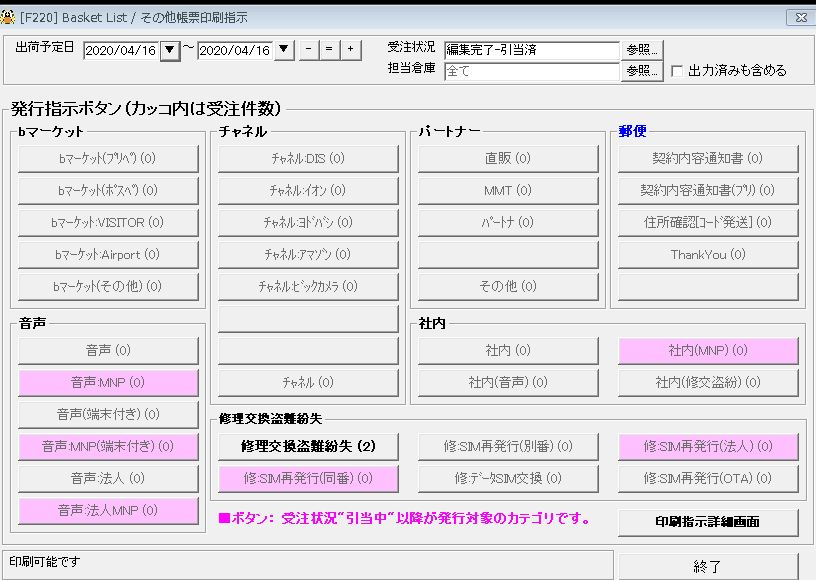 [F220] Basket List / その他帳票印刷指示
出荷予定日 2020/04/16 ～ 2020/04/16 - = +
受注状況 編集完了-引当済 参照...
担当倉庫 全て 参照... 出力済みも含める
発行指示ボタン(カッコ内は受注件数)
bマーケット
bマーケット(プリペ) (0)
bマーケット(ポスペ) (0)
bマーケット:VISITOR (0)
bマーケット:Airport (0)
bマーケット(その他) (0)
チャネル
チャネル:DIS (0)
チャネル:イオン (0)
チャネル:ヨドバシ (0)
チャネル:アマゾン (0)
チャネル:ビックカメラ (0)
チャネル (0)
パートナー
直販 (0)
MMT (0)
パートナ (0)
その他 (0)
郵便
契約内容通知書 (0)
契約内容通知書(プリ) (0)
住所確認[コード発送] (0)
ThankYou (0)
音声
音声 (0)
音声:MNP (0)
音声(端末付き) (0)
音声:MNP(端末付き) (0)
音声:法人 (0)
音声:法人MNP (0)
社内
社内 (0)
社内(MNP) (0)
社内(音声) (0)
社内(修交盗紛) (0)
修理交換盗難紛失
修理交換盗難紛失 (2)
修:SIM再発行(別番) (0)
修:SIM再発行(法人) (0)
修:SIM再発行(同番) (0)
修:データSIM交換 (0)
修:SIM再発行(OTA) (0)
■ボタン： 受注状況"引当中"以降が発行対象のカテゴリです。
印刷指示詳細画面
印刷可能です
終了